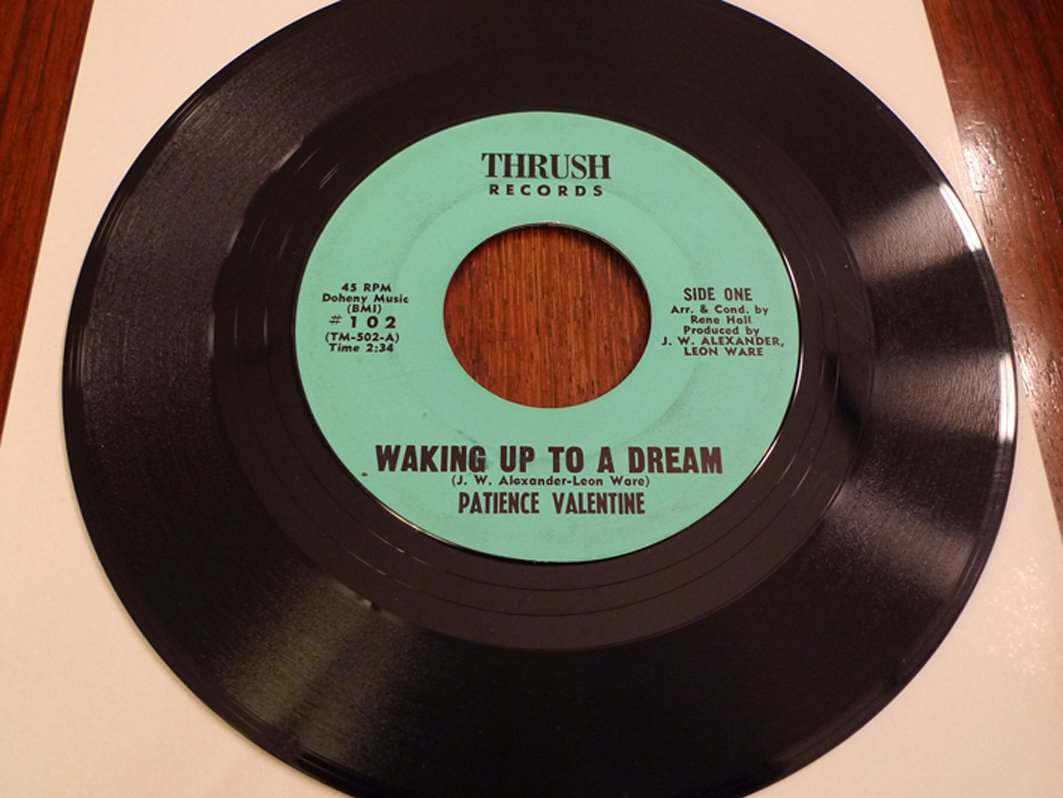 THRUSH
RECORDS
45 RPM
Doheny Music
(BMI)
# 102
(TM-502-A)
Time 2:34
SIDE ONE
Arr. & Cond. by
Rene Hall
Produced by
J. W. ALEXANDER,
LEON WARE
WAKING UP TO A DREAM
(J. W. Alexander-Leon Ware)
PATIENCE VALENTINE